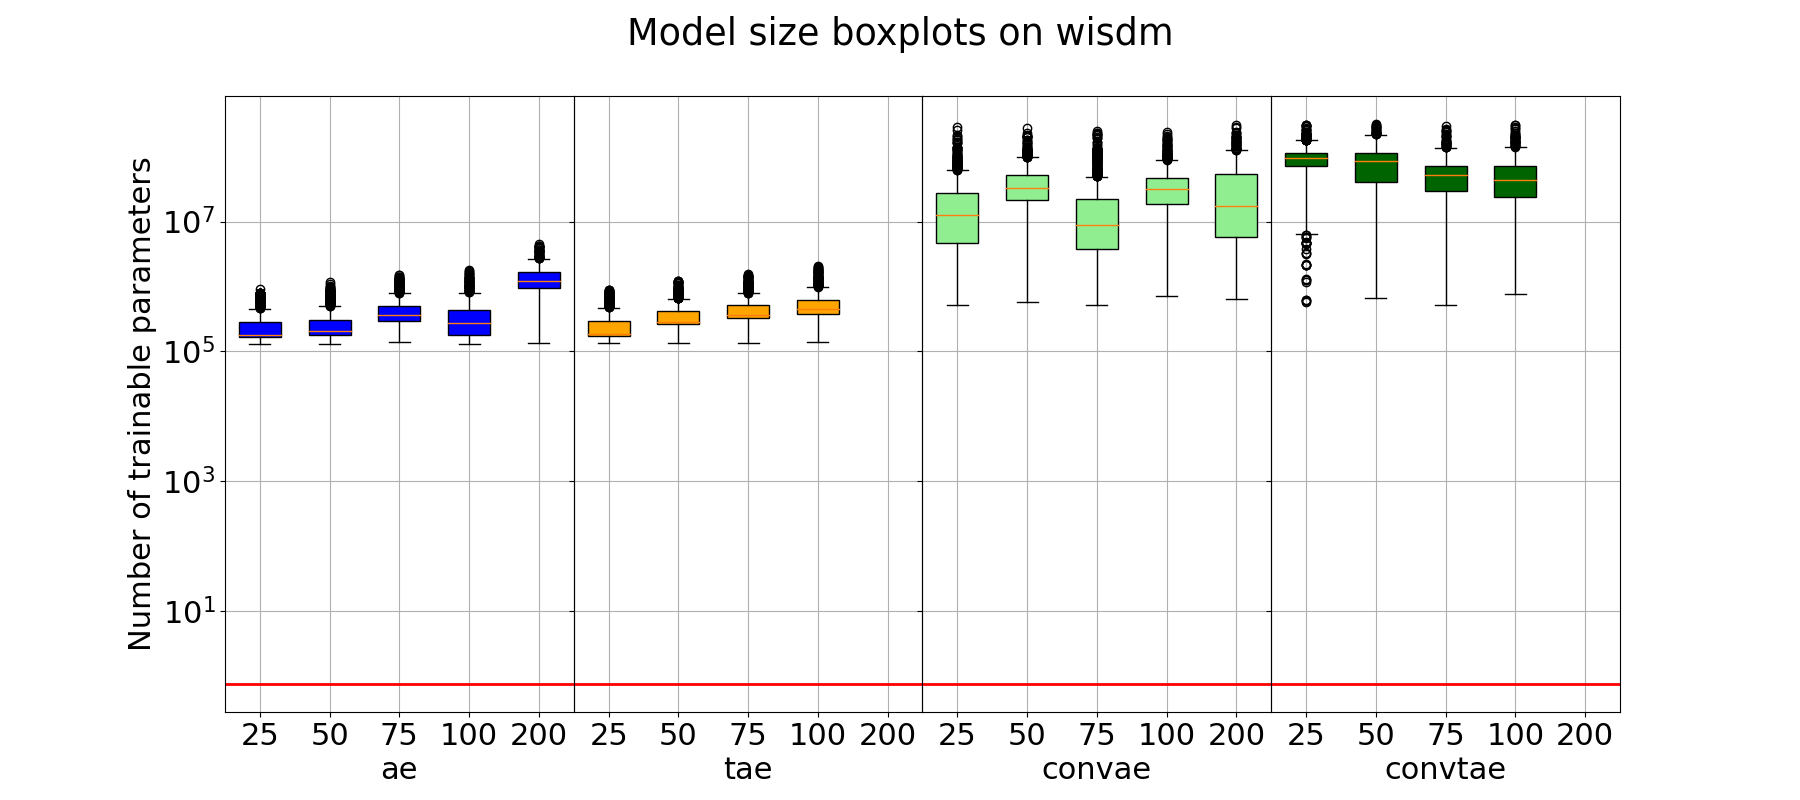 Model size boxplots on wisdm
Number of trainable parameters
10^7
10^5
10^3
10^1
25 50 75 100 200 25 50 75 100 200 25 50 75 100 200 25 50 75 100 200
ae tae convae convtae